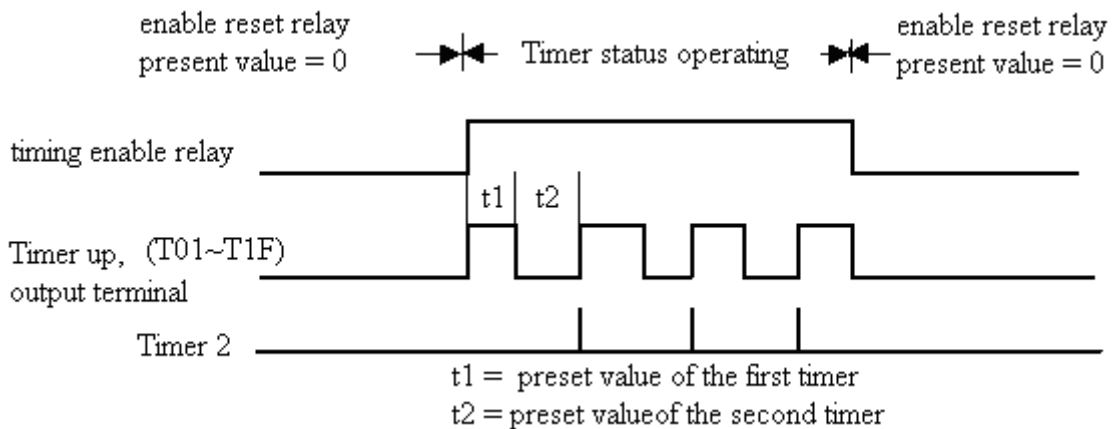 enable reset relay
present value = 0
Timer status operating
enable reset relay
present value = 0
timing enable relay
t1
t2
Timer up, (T01~T1F)
output terminal
Timer 2
t1 = preset value of the first timer
t2 = preset valueof the second timer